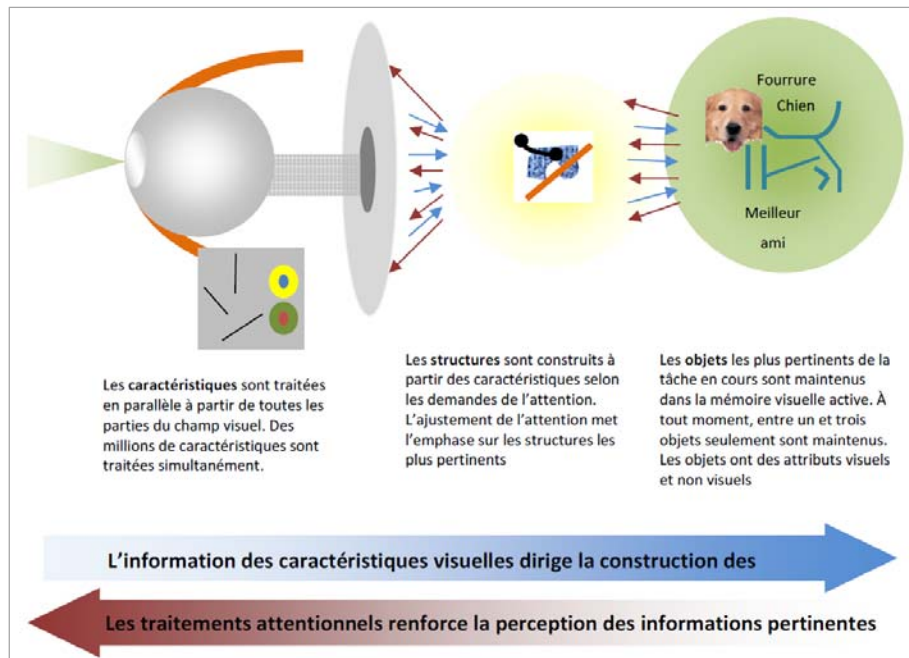 Fourrure
Chien
Meilleur
ami
Les caractéristiques sont traitées
en parallèle à partir de toutes les
parties du champ visuel. Des
millions de caractéristiques sont
traitées simultanément.
Les structures sont construits à
partir des caractéristiques selon
les demandes de l'attention.
L'ajustement de l'attention met
l'emphase sur les structures les
plus pertinents
Les objets les plus pertinents de la
tâche en cours sont maintenus
dans la mémoire visuelle active. À
tout moment, entre un et trois
objets seulement sont maintenus.
Les objets ont des attributs visuels
et non visuels
L'information des caractéristiques visuelles dirige la construction des
Les traitements attentionnels renforce la perception des informations pertinentes